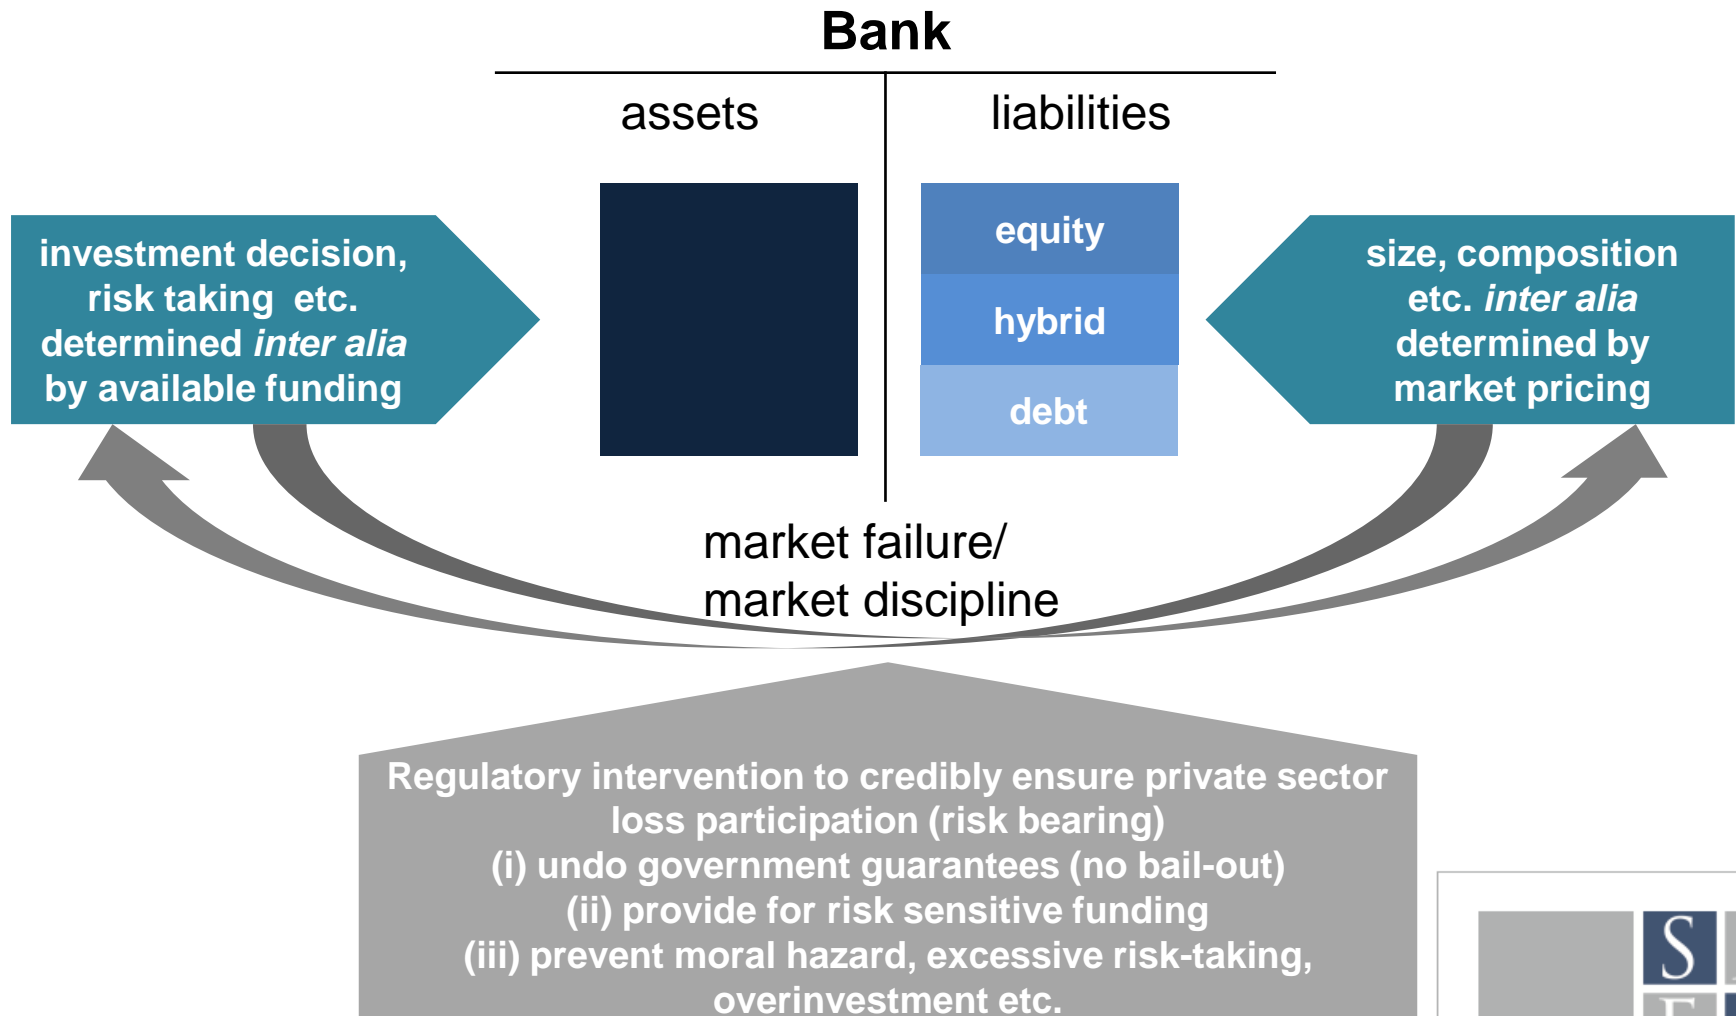 Bank
assets
liabilities
investment decision,
risk taking etc.
determined inter alia
by available funding
equity
hybrid
debt
size, composition
etc. inter alia
determined by
market pricing
market failure/
market discipline
Regulatory intervention to credibly ensure private sector
loss participation (risk bearing)
(i) undo government guarantees (no bail-out)
(ii) provide for risk sensitive funding
(iii) prevent moral hazard, excessive risk-taking,
overinvestment etc.
S